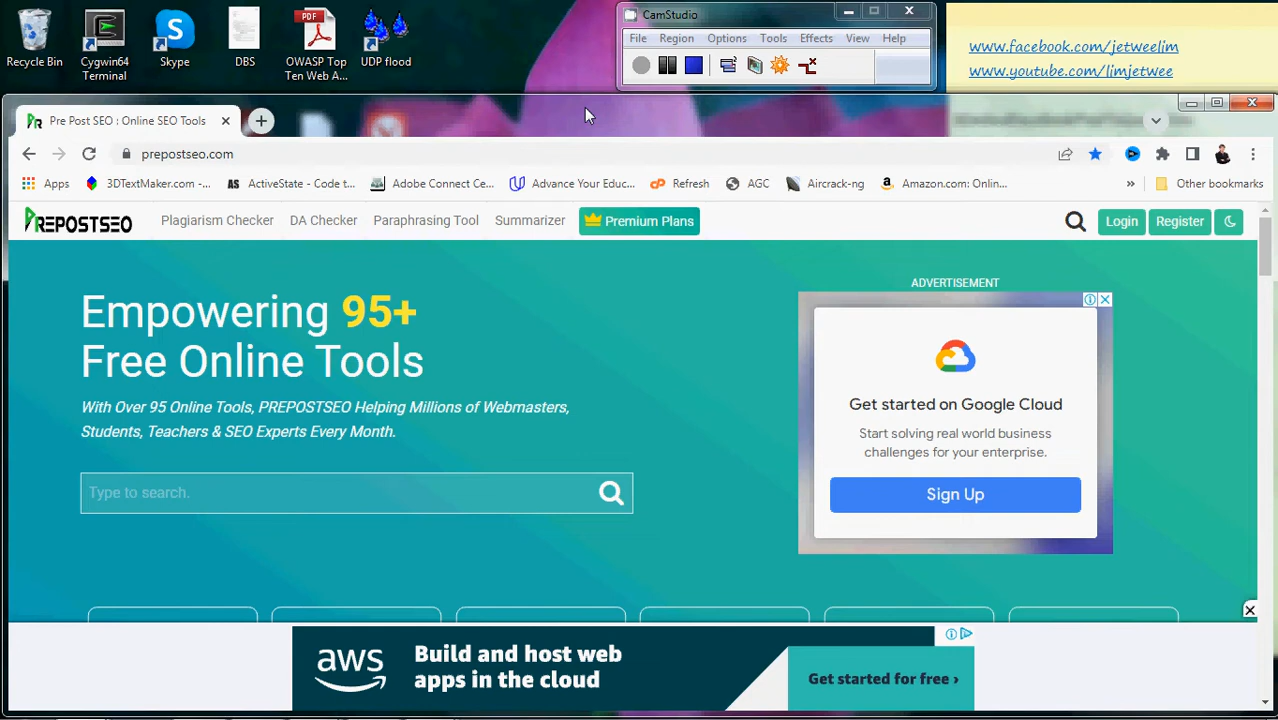 CamStudio
File Region Options Tools Effects View Help
www.facebook.com/jetweelim
www.youtube.com/limjetwee
Recycle Bin
Cygwin64
Terminal
Skype
DBS
PDF
OWASP Top
Ten Web A...
UDP flood
Pre Post SEO : Online SEO Tools
prepostseo.com
Apps
3DTextMaker.com -...
AS ActiveState - Code t...
Adobe Connect Ce...
Advance Your Educ...
Refresh
AGC
Aircrack-ng
Amazon.com: Onlin...
Other bookmarks
PREPOSTSEO
Plagiarism Checker
DA Checker
Paraphrasing Tool
Summarizer
Premium Plans
Login
Register
Empowering 95+
Free Online Tools
With Over 95 Online Tools, PREPOSTSEO Helping Millions of Webmasters,
Students, Teachers & SEO Experts Every Month.
Type to search.
ADVERTISEMENT
Get started on Google Cloud
Start solving real world business
challenges for your enterprise.
Sign Up
aws
Build and host web
apps in the cloud
Get started for free ›